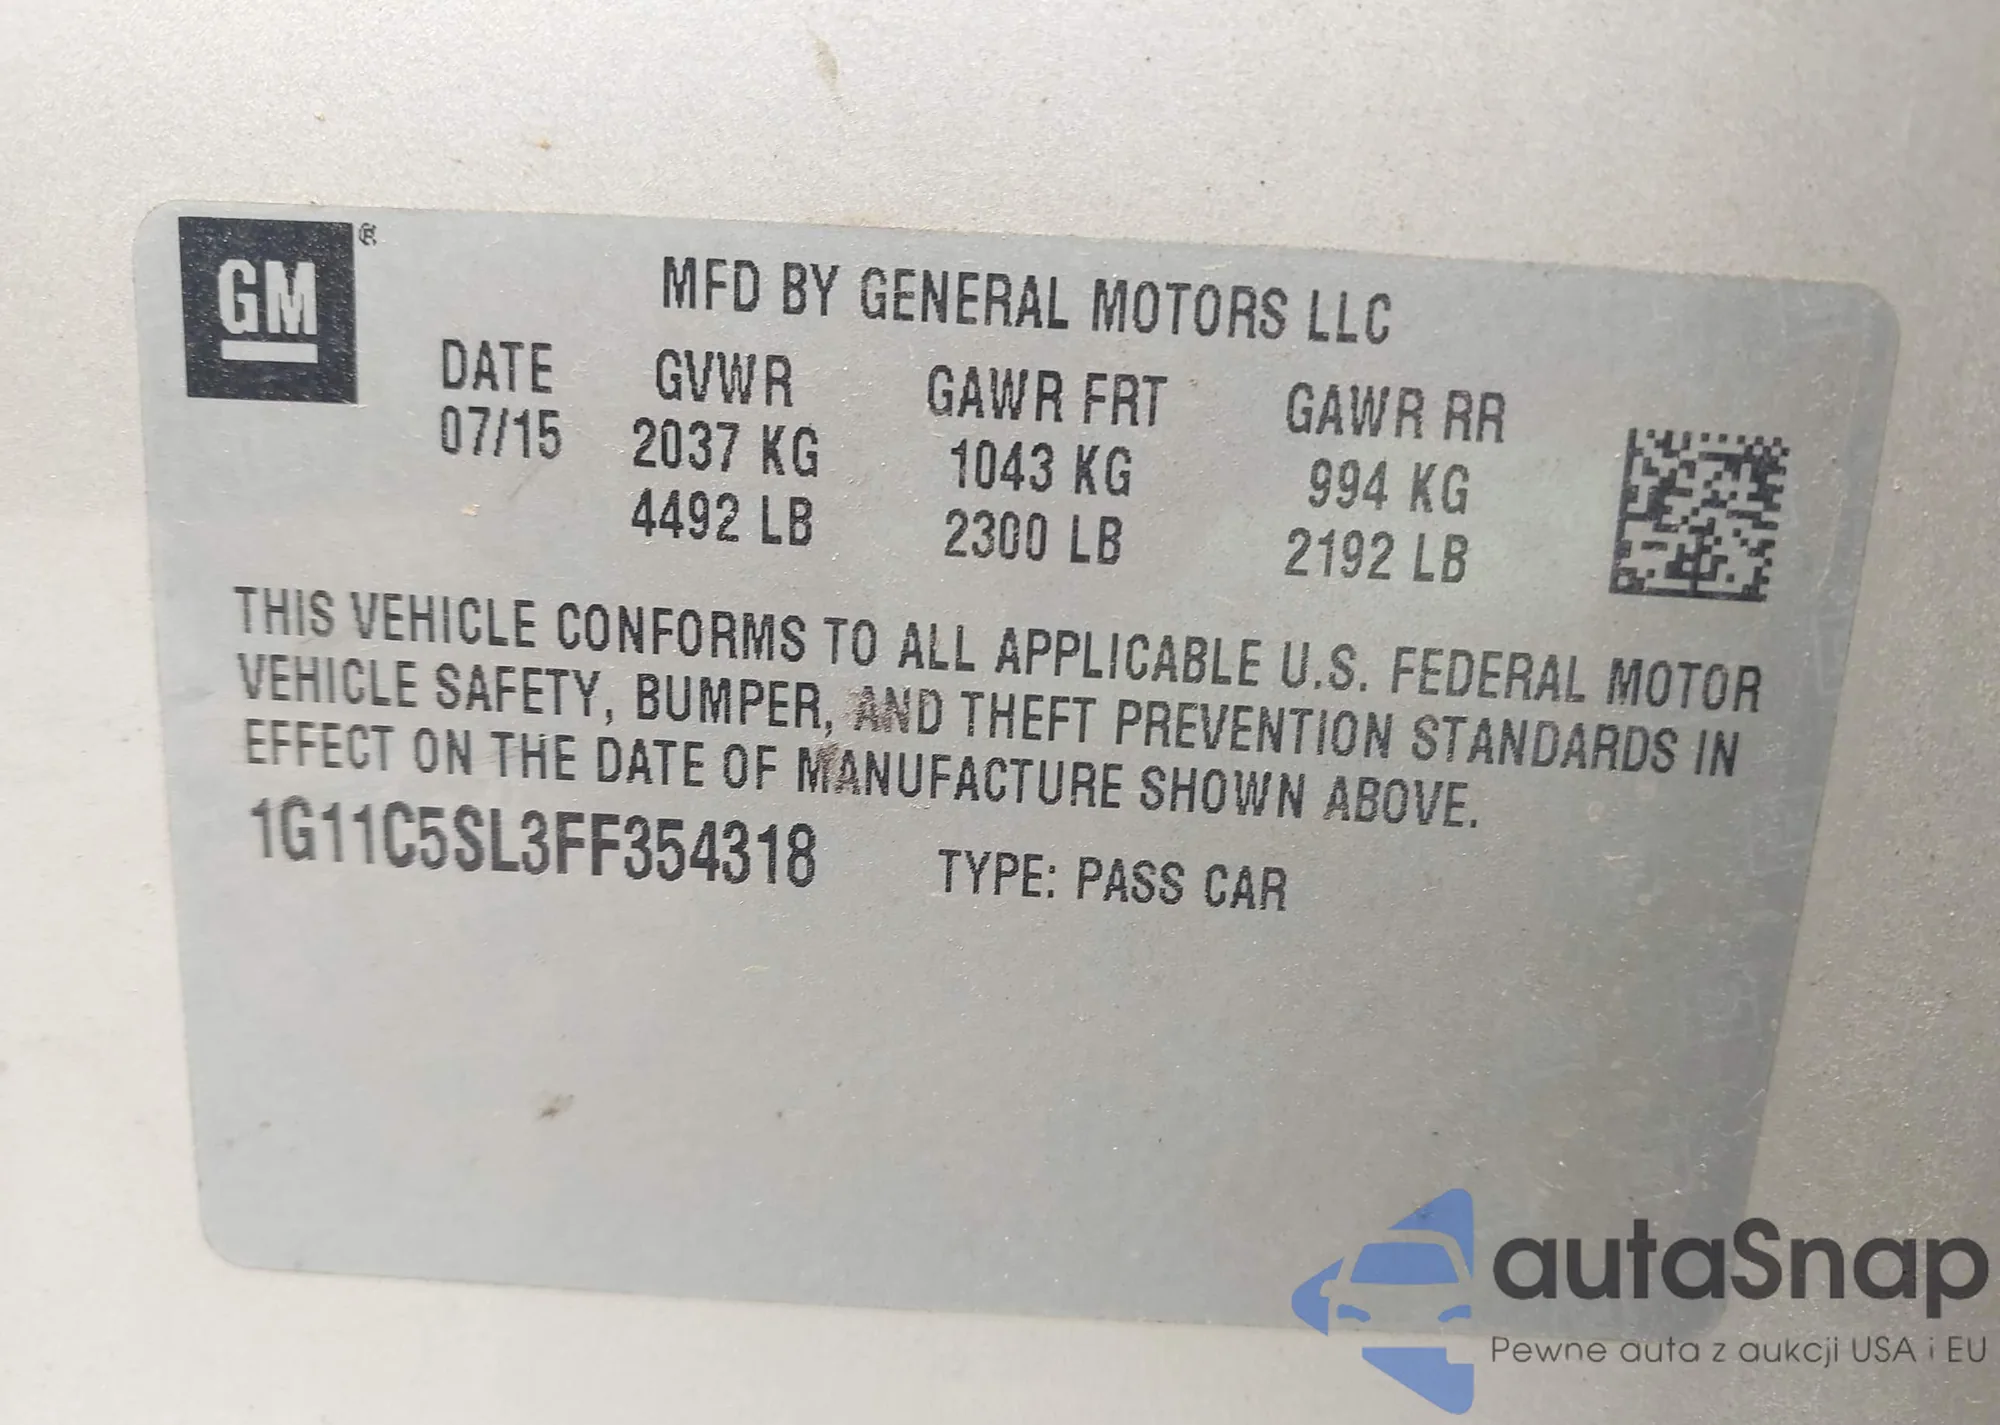 GM ®
MFD BY GENERAL MOTORS LLC
DATE GVWR GAWR FRT GAWR RR
07/15 2037 KG 1043 KG 994 KG
4492 LB 2300 LB 2192 LB
THIS VEHICLE CONFORMS TO ALL APPLICABLE U.S. FEDERAL MOTOR
VEHICLE SAFETY, BUMPER, AND THEFT PREVENTION STANDARDS IN
EFFECT ON THE DATE OF MANUFACTURE SHOWN ABOVE.
1G11C5SL3FF354318 TYPE: PASS CAR
autaSnap
Pewne auta z aukcji USA i EU